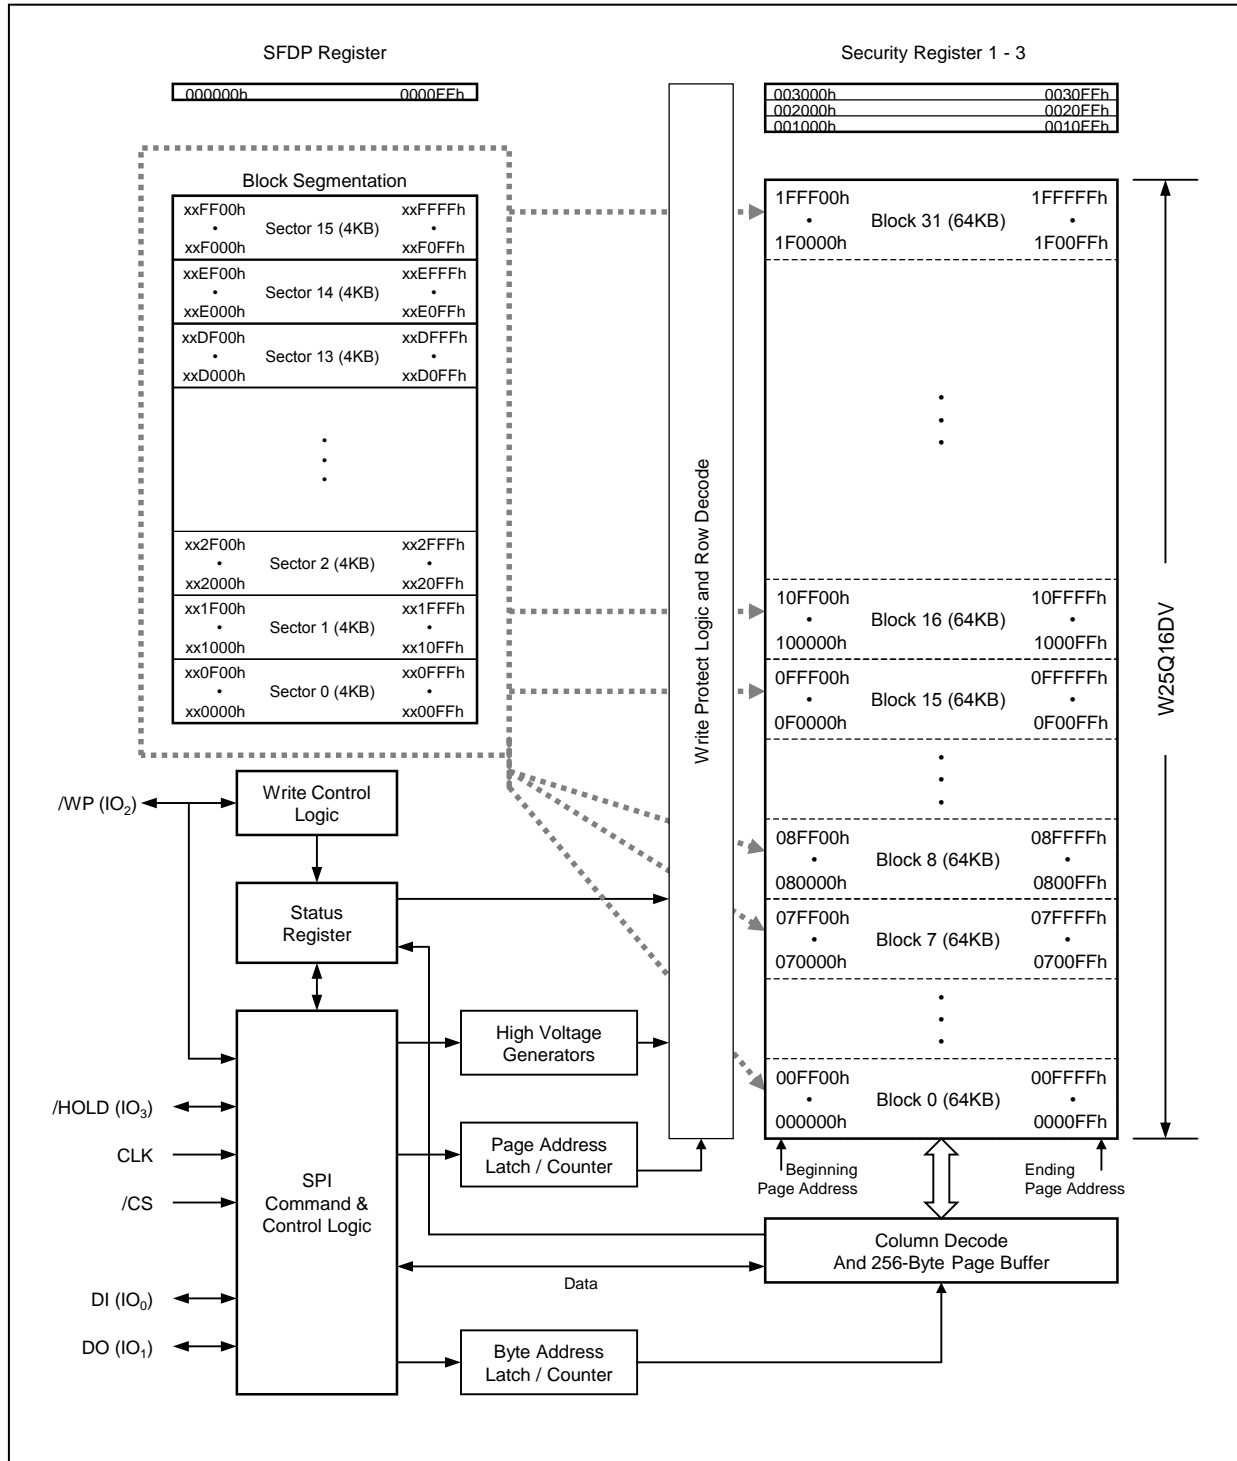 SFDP Register
000000h 0000FFh
Security Register 1 - 3
003000h 0030FFh
002000h 0020FFh
001000h 0010FFh
Block Segmentation
xxFF00h xxFFFFh
• Sector 15 (4KB) •
xxF000h xxF0FFh
xxEF00h xxEFFFh
• Sector 14 (4KB) •
xxE000h xxE0FFh
xxDF00h xxDFFFh
• Sector 13 (4KB) •
xxD000h xxD0FFh
xx2F00h xx2FFFh
• Sector 2 (4KB) •
xx2000h xx20FFh
xx1F00h xx1FFFh
• Sector 1 (4KB) •
xx1000h xx10FFh
xx0F00h xx0FFFh
• Sector 0 (4KB) •
xx0000h xx00FFh
Write Protect Logic and Row Decode
1FFF00h 1FFFFFh
• Block 31 (64KB) •
1F0000h 1F00FFh
10FF00h 10FFFFh
• Block 16 (64KB) •
100000h 1000FFh
0FFF00h 0FFFFFh
• Block 15 (64KB) •
0F0000h 0F00FFh
08FF00h 08FFFFh
• Block 8 (64KB) •
080000h 0800FFh
07FF00h 07FFFFh
• Block 7 (64KB) •
070000h 0700FFh
00FF00h 00FFFFh
• Block 0 (64KB) •
000000h 0000FFh
W25Q16DV
Beginning
Page Address
Ending
Page Address
/WP (IO2)
Write Control
Logic
Status
Register
/HOLD (IO3)
CLK
/CS
DI (IO0)
DO (IO1)
SPI
Command &
Control Logic
High Voltage
Generators
Page Address
Latch / Counter
Column Decode
And 256-Byte Page Buffer
Data
Byte Address
Latch / Counter